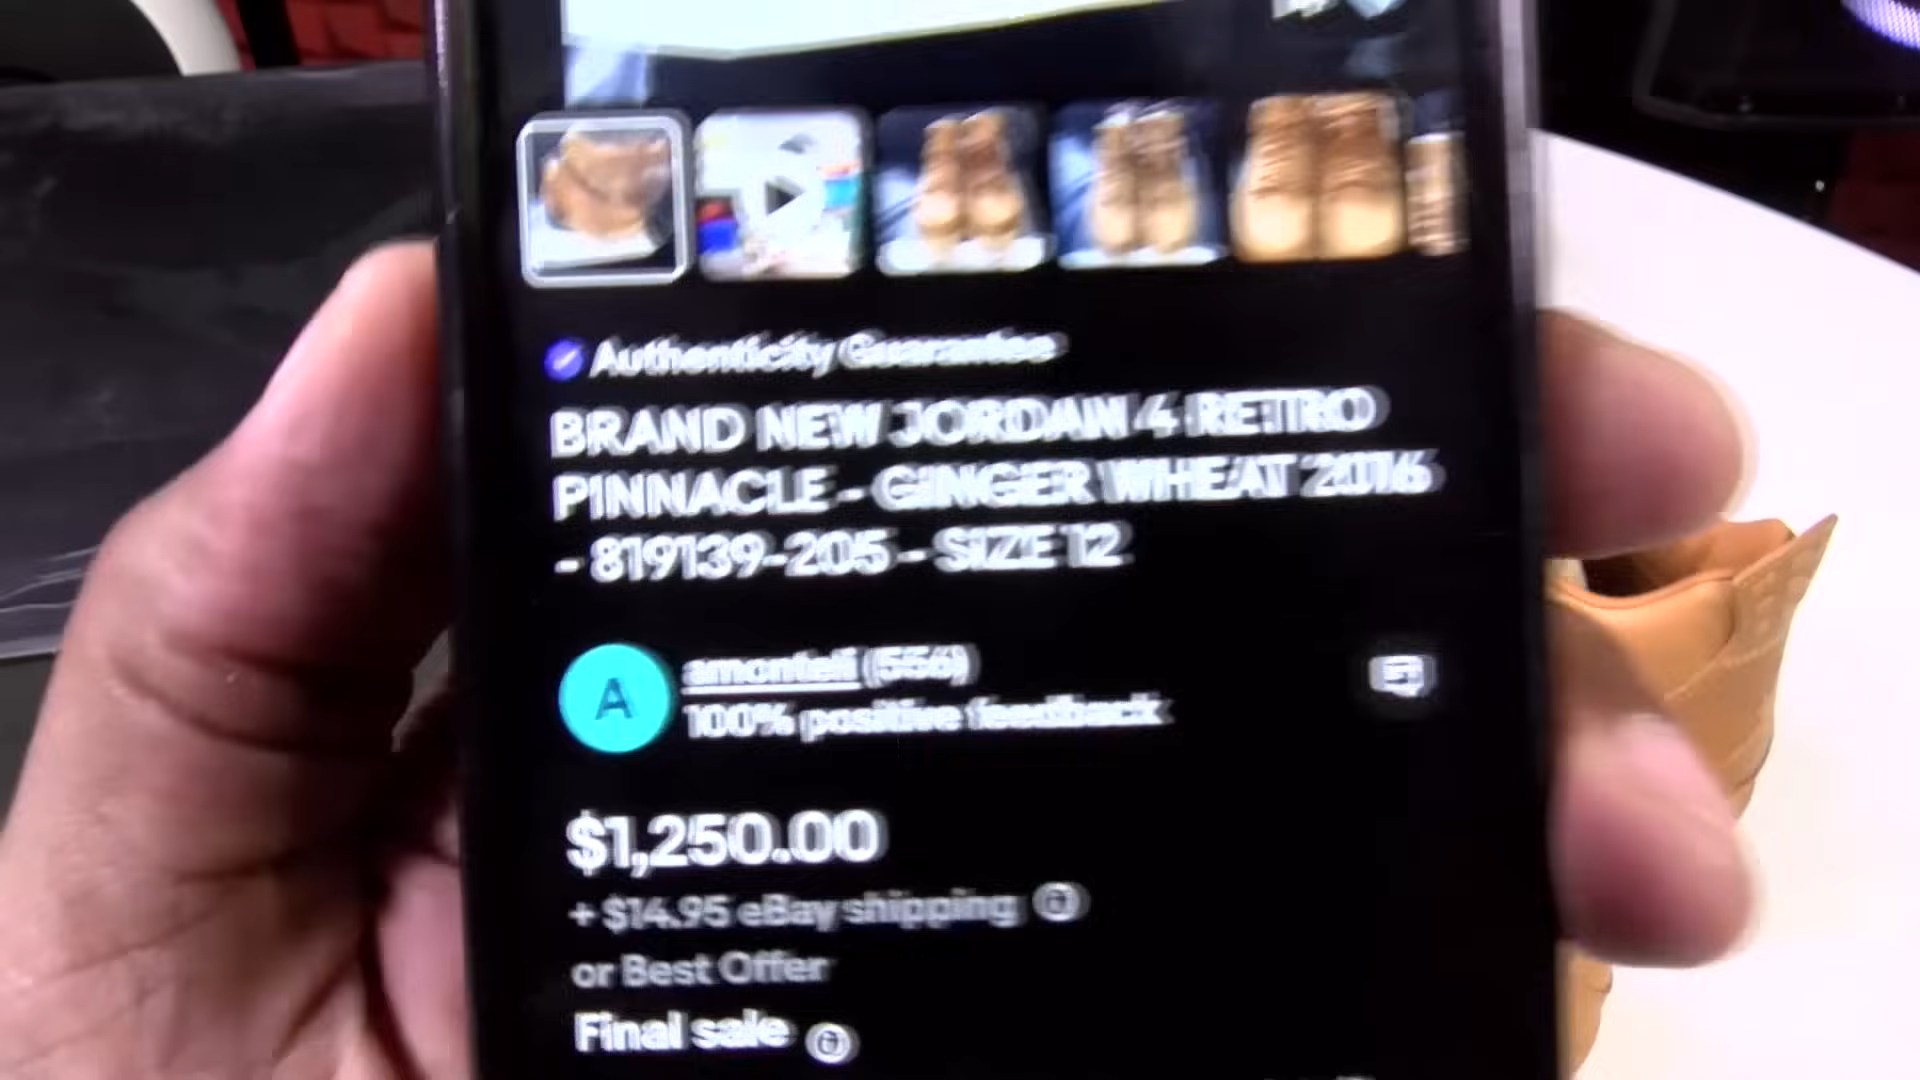 Authenticity Guarantee
BRAND NEW JORDAN 4 RETRO
PINNACLE - GINGER WHEAT 2016
- 819139-205 - SIZE 12
A
(556)
100% positive feedback
$1,250.00
+ $14.95 eBay shipping
or Best Offer
Final sale